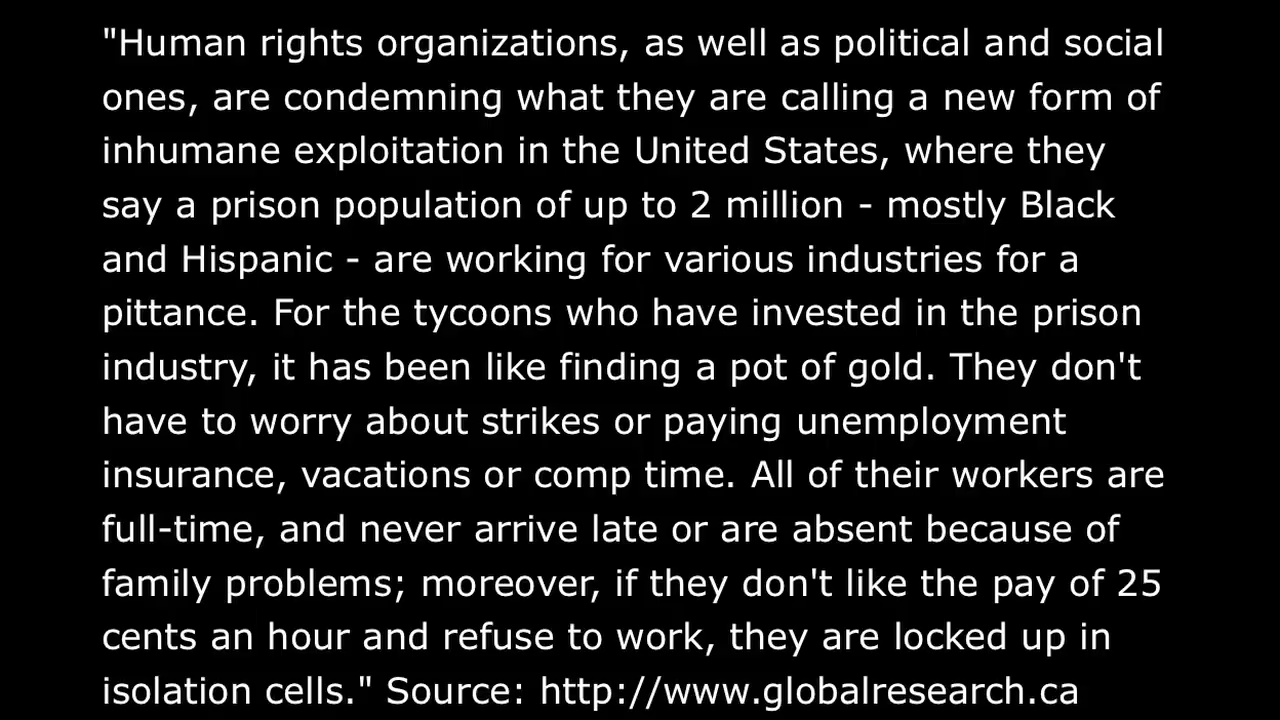 "Human rights organizations, as well as political and social
ones, are condemning what they are calling a new form of
inhumane exploitation in the United States, where they
say a prison population of up to 2 million - mostly Black
and Hispanic - are working for various industries for a
pittance. For the tycoons who have invested in the prison
industry, it has been like finding a pot of gold. They don't
have to worry about strikes or paying unemployment
insurance, vacations or comp time. All of their workers are
full-time, and never arrive late or are absent because of
family problems; moreover, if they don't like the pay of 25
cents an hour and refuse to work, they are locked up in
isolation cells." Source: http://www.globalresearch.ca